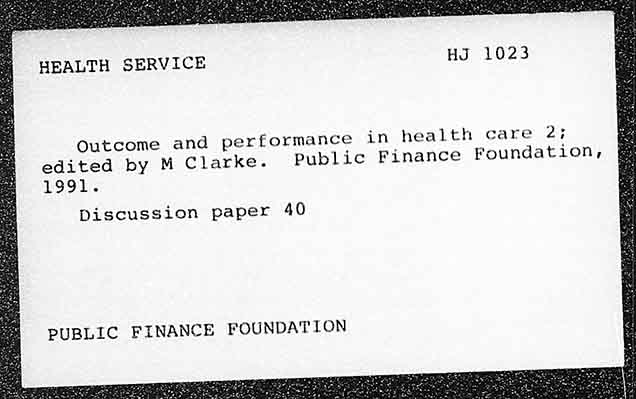 HEALTH SERVICE HJ 1023
Outcome and performance in health care 2;
edited by M Clarke. Public Finance Foundation,
1991.
Discussion paper 40
PUBLIC FINANCE FOUNDATION